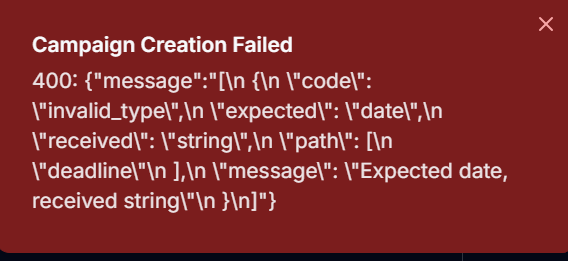 Campaign Creation Failed
400: {"message":"[\n {\n \"code\":
\"invalid_type\",\n \"expected\": \"date\",\n
\"received\": \"string\",\n \"path\": [\n
\"deadline\"\n ],\n \"message\": \"Expected date,
received string\"\n }\n]"}